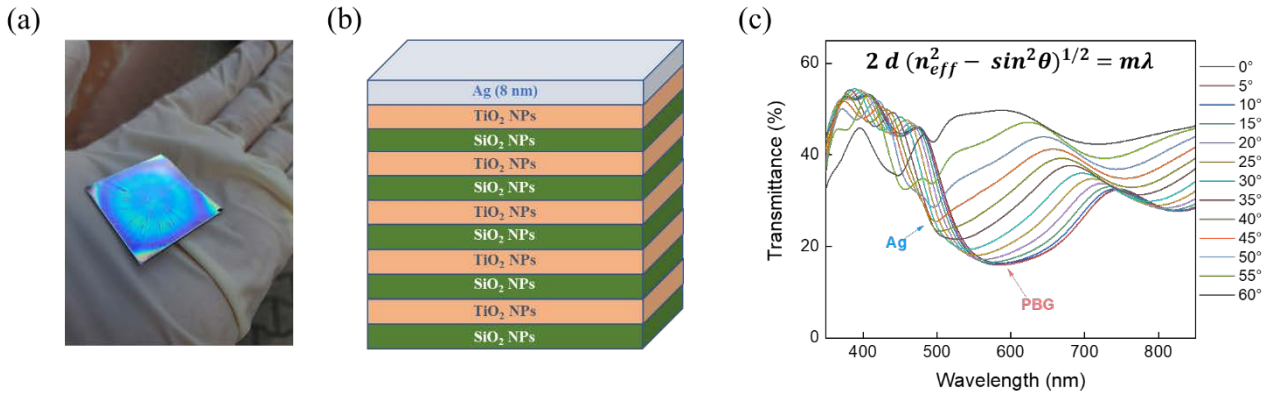 (a)
(b)
Ag (8 nm)
TiO₂ NPs
SiO₂ NPs
TiO₂ NPs
SiO₂ NPs
TiO₂ NPs
SiO₂ NPs
TiO₂ NPs
SiO₂ NPs
TiO₂ NPs
SiO₂ NPs
(c)
2 d (n²eff − sin²θ)^1/2 = mλ
Transmittance (%)
60
40
20
0
Ag
PBG
400 500 600 700 800
Wavelength (nm)
0°
5°
10°
15°
20°
25°
30°
35°
40°
45°
50°
55°
60°